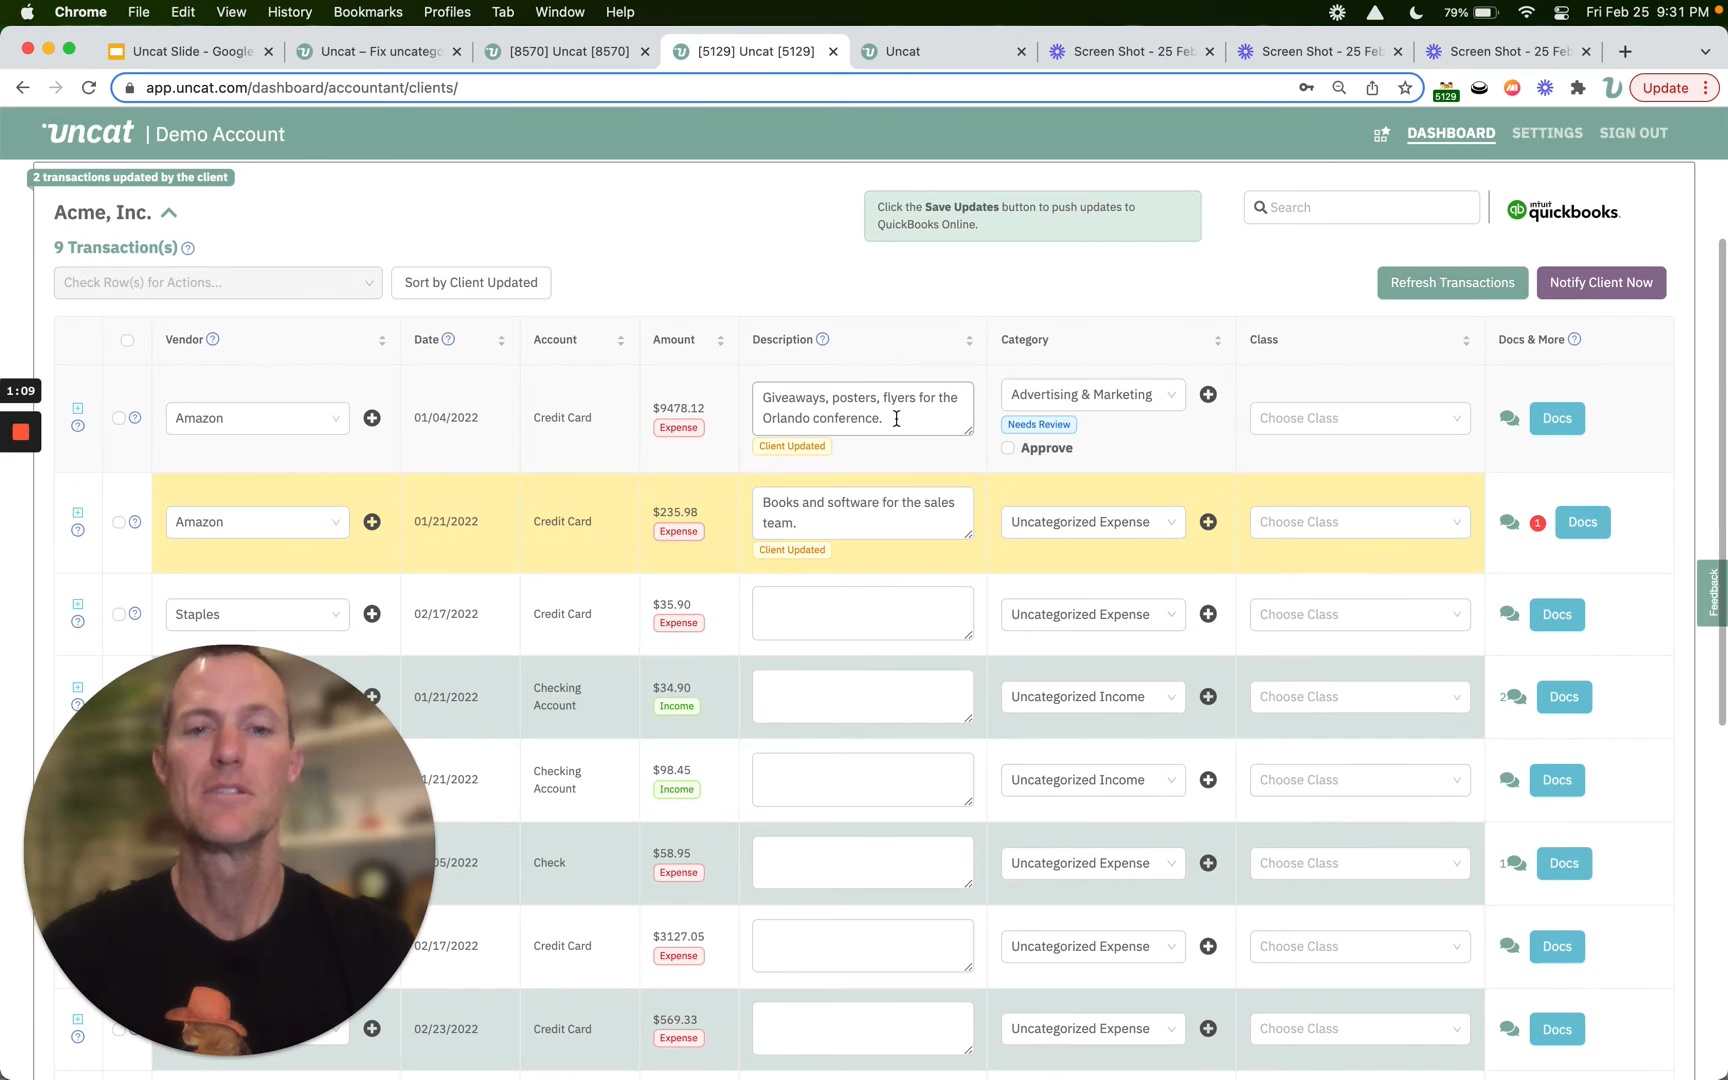 Chrome File Edit View History Bookmarks Profiles Tab Window Help 79% Fri Feb 25 9:31 PM
Uncat Slide - Google Uncat – Fix uncatego [8570] Uncat [8570] [5129] Uncat [5129] Uncat Screen Shot - 25 Feb Screen Shot - 25 Feb Screen Shot - 25 Feb
app.uncat.com/dashboard/accountant/clients/ 5129 Update
uncat | Demo Account DASHBOARD SETTINGS SIGN OUT
2 transactions updated by the client
Acme, Inc. Click the Save Updates button to push updates to Search intuit quickbooks.
QuickBooks Online.
9 Transaction(s)
Check Row(s) for Actions... Sort by Client Updated Refresh Transactions Notify Client Now
Vendor Date Account Amount Description Category Class Docs & More
1:09
Amazon 01/04/2022 Credit Card $9478.12 Giveaways, posters, flyers for the Advertising & Marketing Choose Class Docs
Expense Orlando conference. Needs Review
Client Updated Approve
Amazon 01/21/2022 Credit Card $235.98 Books and software for the sales Uncategorized Expense Choose Class 1 Docs
Expense team.
Client Updated
Feedback
Staples 02/17/2022 Credit Card $35.90 Uncategorized Expense Choose Class Docs
Expense
01/21/2022 Checking $34.90 Uncategorized Income Choose Class 2 Docs
Account Income
1/21/2022 Checking $98.45 Uncategorized Income Choose Class Docs
Account Income
05/2022 Check $58.95 Uncategorized Expense Choose Class 1 Docs
Expense
02/17/2022 Credit Card $3127.05 Uncategorized Expense Choose Class Docs
Expense
02/23/2022 Credit Card $569.33 Uncategorized Expense Choose Class Docs
Expense